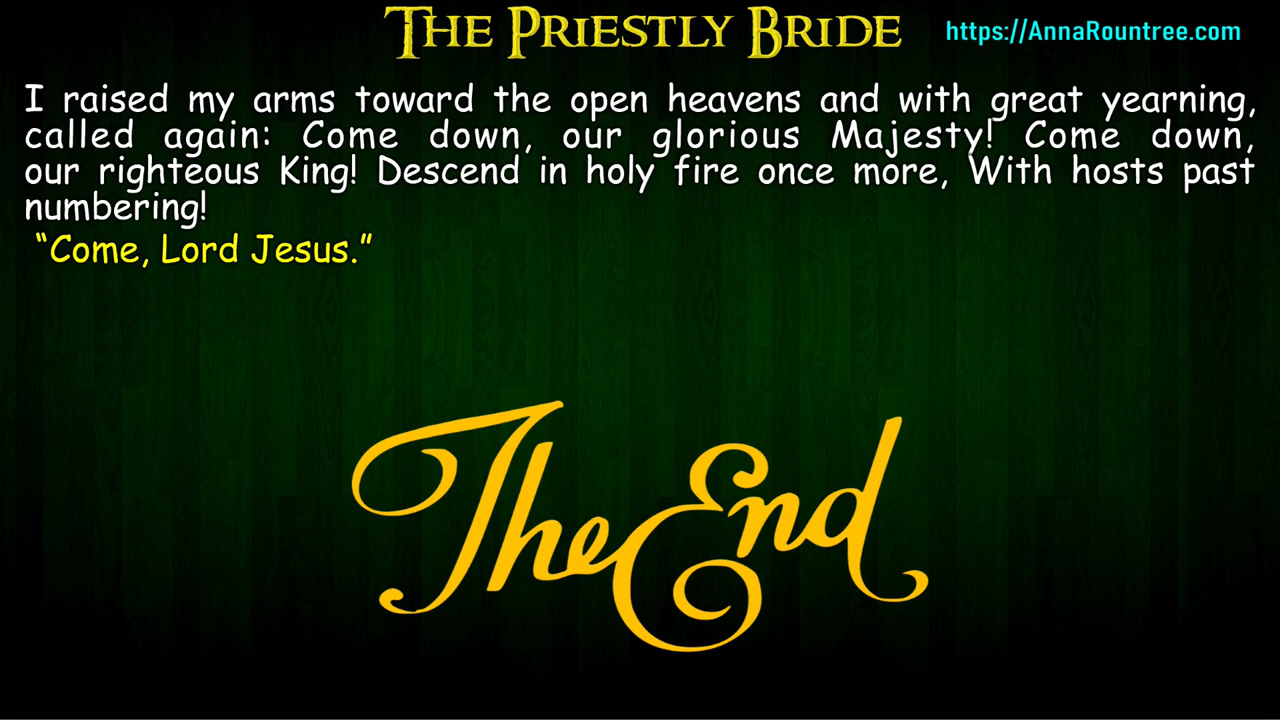 The Priestly Bride
https://AnnaRountree.com
I raised my arms toward the open heavens and with great yearning,
called again: Come down, our glorious Majesty! Come down,
our righteous King! Descend in holy fire once more, With hosts past
numbering!
“Come, Lord Jesus.”
The End